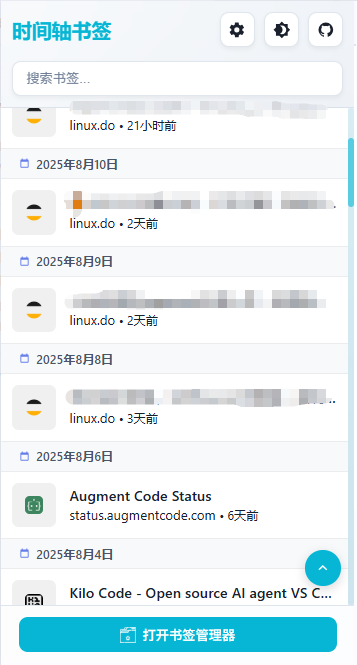 时间轴书签
搜索书签...
linux.do • 21小时前
2025年8月10日
linux.do • 2天前
2025年8月9日
linux.do • 2天前
2025年8月8日
linux.do • 3天前
2025年8月6日
Augment Code Status
status.augmentcode.com • 6天前
2025年8月4日
Kilo Code - Open source AI agent VS C...
打开书签管理器